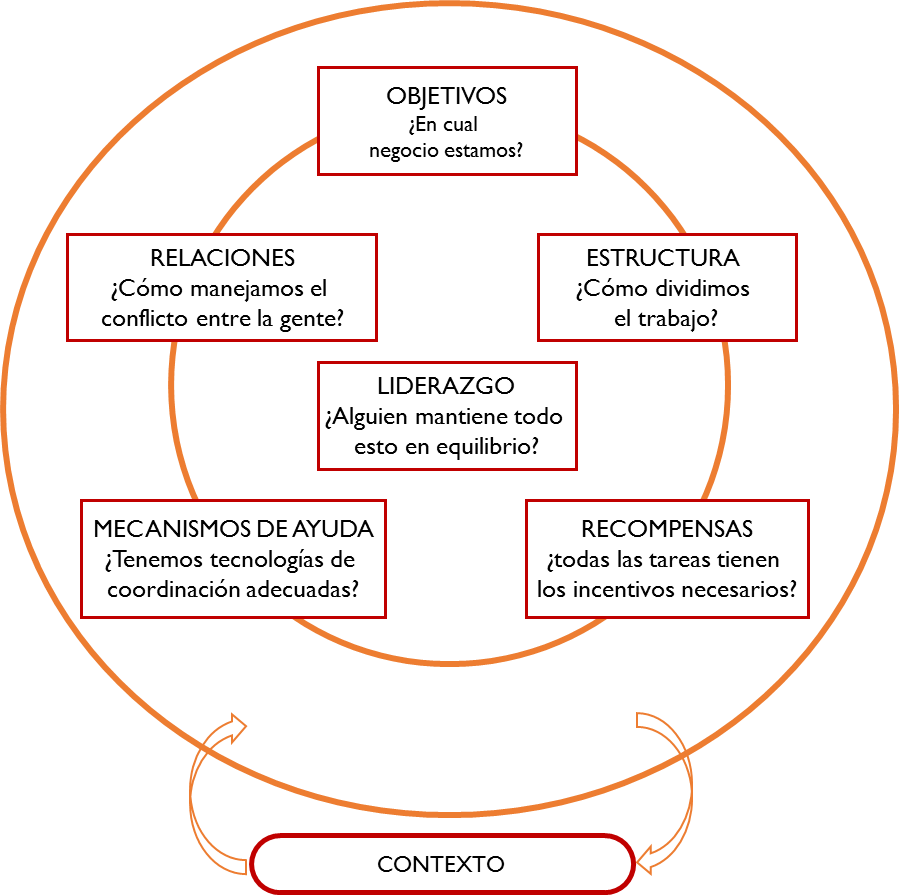 OBJETIVOS
¿En cual
negocio estamos?
RELACIONES
¿Cómo manejamos el
conflicto entre la gente?
ESTRUCTURA
¿Cómo dividimos
el trabajo?
LIDERAZGO
¿Alguien mantiene todo
esto en equilibrio?
MECANISMOS DE AYUDA
¿Tenemos tecnologías de
coordinación adecuadas?
RECOMPENSAS
¿todas las tareas tienen
los incentivos necesarios?
CONTEXTO